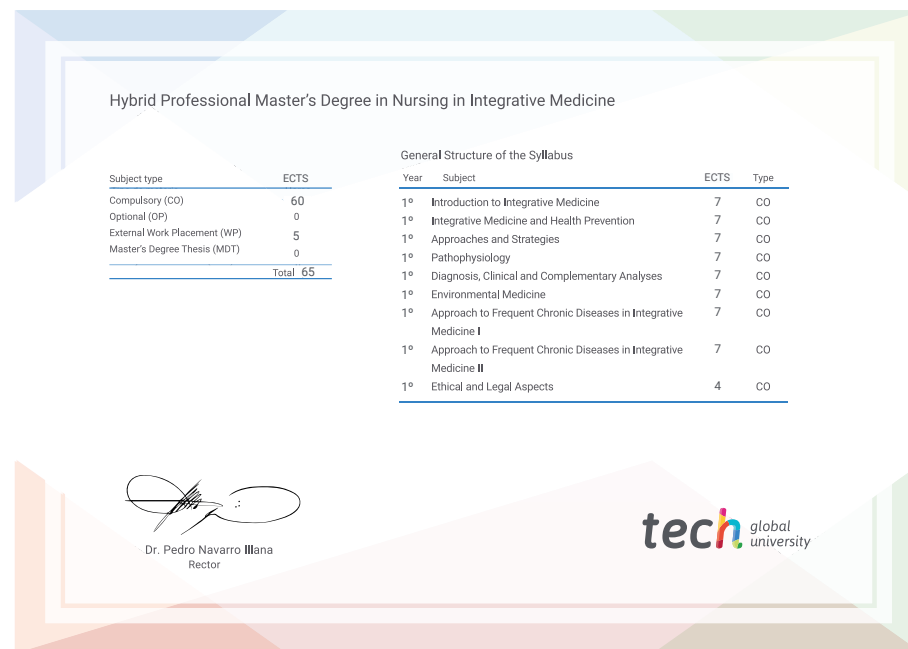 Hybrid Professional Master's Degree in Nursing in Integrative Medicine
Subject type ECTS
Compulsory (CO) 60
Optional (OP) 0
External Work Placement (WP) 5
Master's Degree Thesis (MDT) 0
Total 65
General Structure of the Syllabus
Year Subject ECTS Type
1º Introduction to Integrative Medicine 7 CO
1º Integrative Medicine and Health Prevention 7 CO
1º Approaches and Strategies 7 CO
1º Pathophysiology 7 CO
1º Diagnosis, Clinical and Complementary Analyses 7 CO
1º Environmental Medicine 7 CO
1º Approach to Frequent Chronic Diseases in Integrative 7 CO
Medicine I
1º Approach to Frequent Chronic Diseases in Integrative 7 CO
Medicine II
1º Ethical and Legal Aspects 4 CO
Dr. Pedro Navarro Illana
Rector
tech global
university